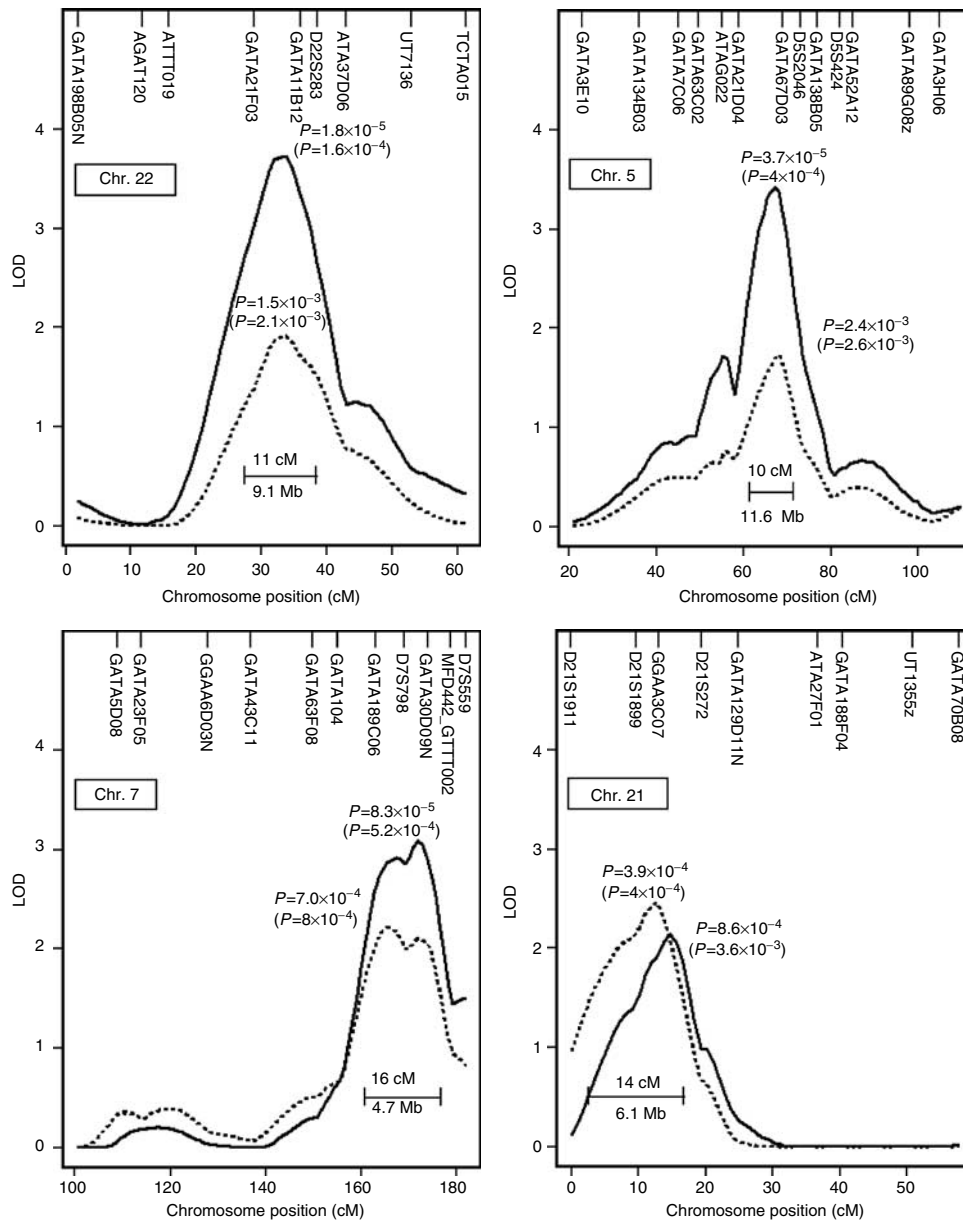 GATA198B05N
AGAT120
ATTT019
GATA21F03
GATA11B12
D22S283
ATA37D06
UT7136
TCTA015
4
3
2
1
0
LOD
Chr. 22
P=1.8×10⁻⁵
(P=1.6×10⁻⁴)
P=1.5×10⁻³
(P=2.1×10⁻³)
11 cM
9.1 Mb
0 10 20 30 40 50 60
Chromosome position (cM)
GATA3E10
GATA134B03
GATA7C06
GATA63C02
ATAG022
GATA21D04
GATA67D03
D5S2046
GATA138B05
D5S424
GATA52A12
GATA89G08z
GATA3H06
4
3
2
1
0
LOD
Chr. 5
P=3.7×10⁻⁵
(P=4×10⁻⁴)
P=2.4×10⁻³
(P=2.6×10⁻³)
10 cM
11.6 Mb
20 40 60 80 100
Chromosome position (cM)
GATA5D08
GATA23F05
GGAA6D03N
GATA43C11
GATA63F08
GATA104
GATA189C06
D7S798
GATA30D09N
MFD442_GTTT002
D7S559
4
3
2
1
0
LOD
Chr. 7
P=8.3×10⁻⁵
(P=5.2×10⁻⁴)
P=7.0×10⁻⁴
(P=8×10⁻⁴)
16 cM
4.7 Mb
100 120 140 160 180
Chromosome position (cM)
D21S1911
D21S1899
GGAA3C07
D21S272
GATA129D11N
ATA27F01
GATA188F04
UT1355z
GATA70B08
4
3
2
1
0
LOD
Chr. 21
P=3.9×10⁻⁴
(P=4×10⁻⁴)
P=8.6×10⁻⁴
(P=3.6×10⁻³)
14 cM
6.1 Mb
0 10 20 30 40 50
Chromosome position (cM)